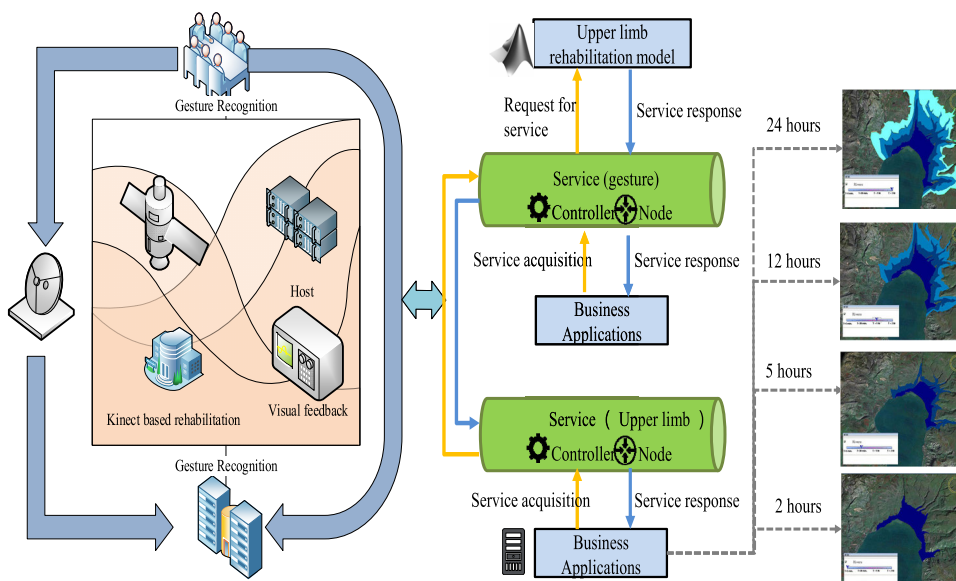 Gesture Recognition
Host
Kinect based rehabilitation
Visual feedback
Gesture Recognition
Upper limb
rehabilitation model
Request for
service
Service response
Service (gesture)
Controller
Node
Service acquisition
Service response
Business
Applications
Service ( Upper limb )
Controller
Node
Service acquisition
Service response
Business
Applications
24 hours
12 hours
5 hours
2 hours